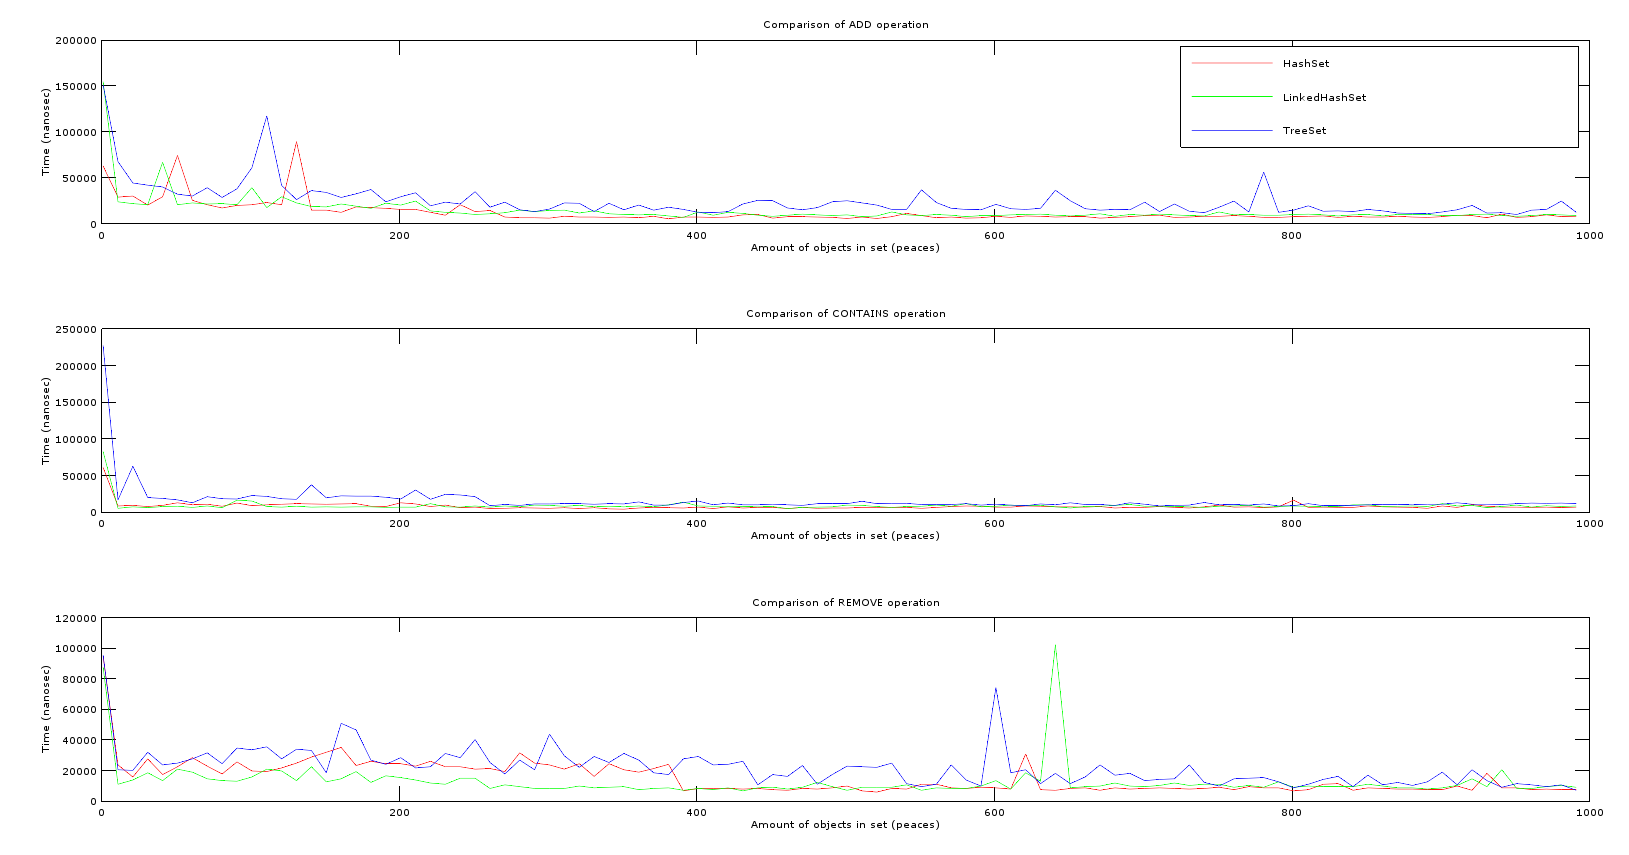 Comparison of ADD operation
200000
150000
100000
50000
0
Time (nanosec)
HashSet
LinkedHashSet
TreeSet
0 200 400 600 800 1000
Amount of objects in set (peaces)
Comparison of CONTAINS operation
250000
200000
150000
100000
50000
0
Time (nanosec)
0 200 400 600 800 1000
Amount of objects in set (peaces)
Comparison of REMOVE operation
120000
100000
80000
60000
40000
20000
0
Time (nanosec)
0 200 400 600 800 1000
Amount of objects in set (peaces)